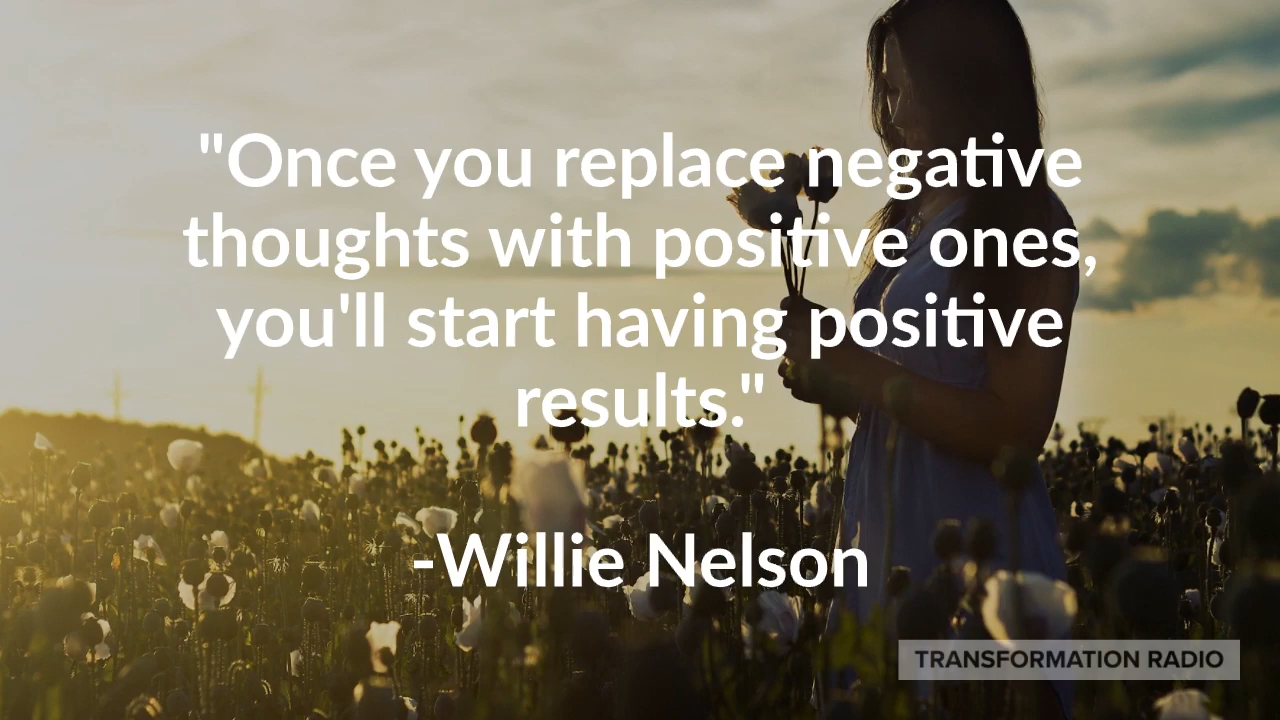 "Once you replace negative
thoughts with positive ones,
you'll start having positive
results."
-Willie Nelson
TRANSFORMATION RADIO